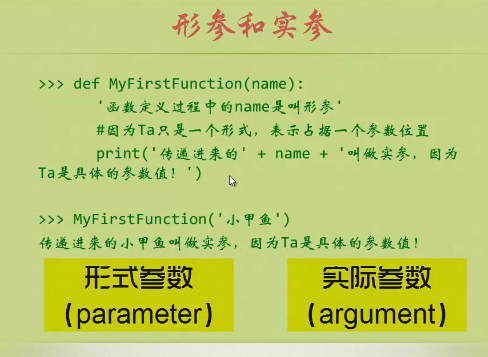 形参和实参
>>> def MyFirstFunction(name):
'函数定义过程中的name是叫形参'
#因为Ta只是一个形式，表示占据一个参数位置
print('传递进来的' + name + '叫做实参，因为
Ta是具体的参数值！')
>>> MyFirstFunction('小甲鱼')
传递进来的小甲鱼叫做实参，因为Ta是具体的参数值！
形式参数
(parameter)
实际参数
(argument)